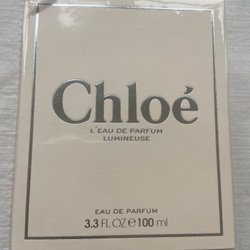 Chloé
L'EAU DE PARFUM
LUMINEUSE
EAU DE PARFUM
3.3 FL.OZ e 100 ml